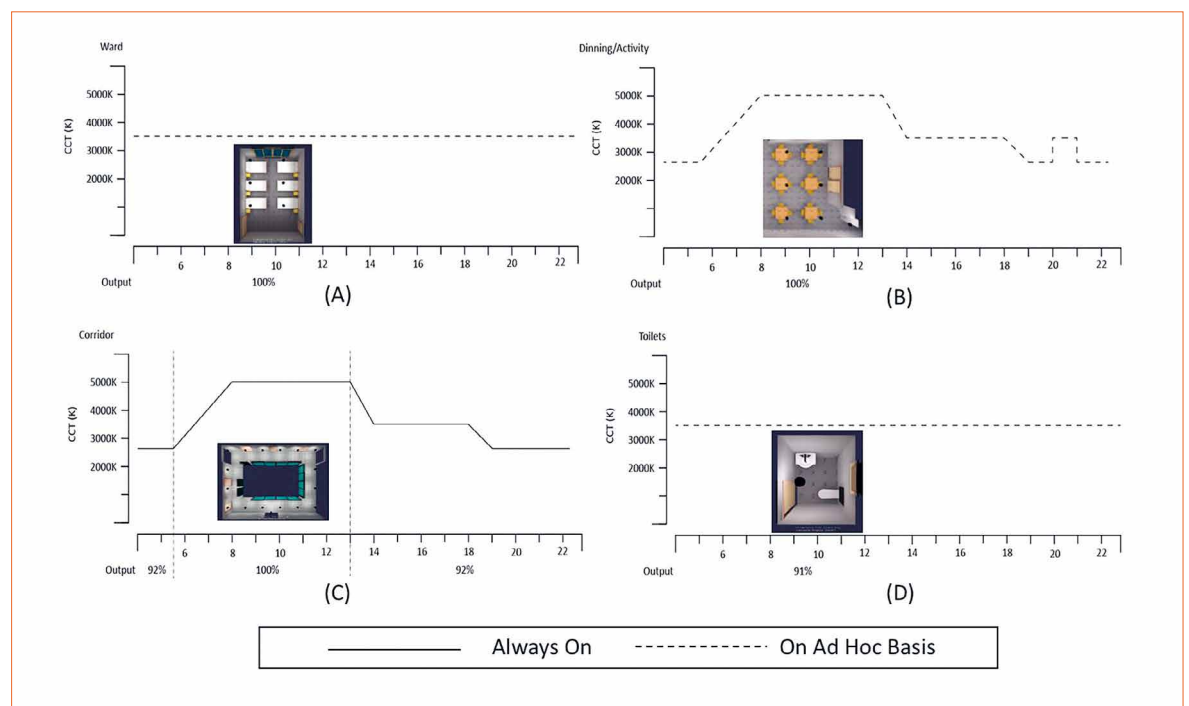 Ward
CCT (K)
5000K
4000K
3000K
2000K
6 8 10 12 14 16 18 20 22
Output 100%
(A)
Dinning/Activity
CCT (K)
5000K
4000K
3000K
2000K
6 8 10 12 14 16 18 20 22
Output 100%
(B)
Corridor
CCT (K)
5000K
4000K
3000K
2000K
6 8 10 12 14 16 18 20 22
Output 92% 100% 92%
(C)
Toilets
CCT (K)
5000K
4000K
3000K
2000K
6 8 10 12 14 16 18 20 22
Output 91%
(D)
Always On On Ad Hoc Basis